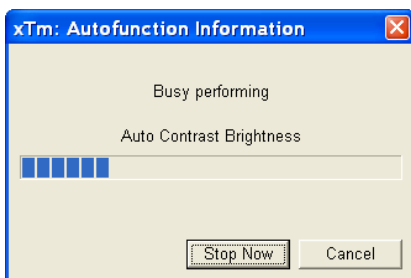 xTm: Autofunction Information
Busy performing
Auto Contrast Brightness
Stop Now Cancel